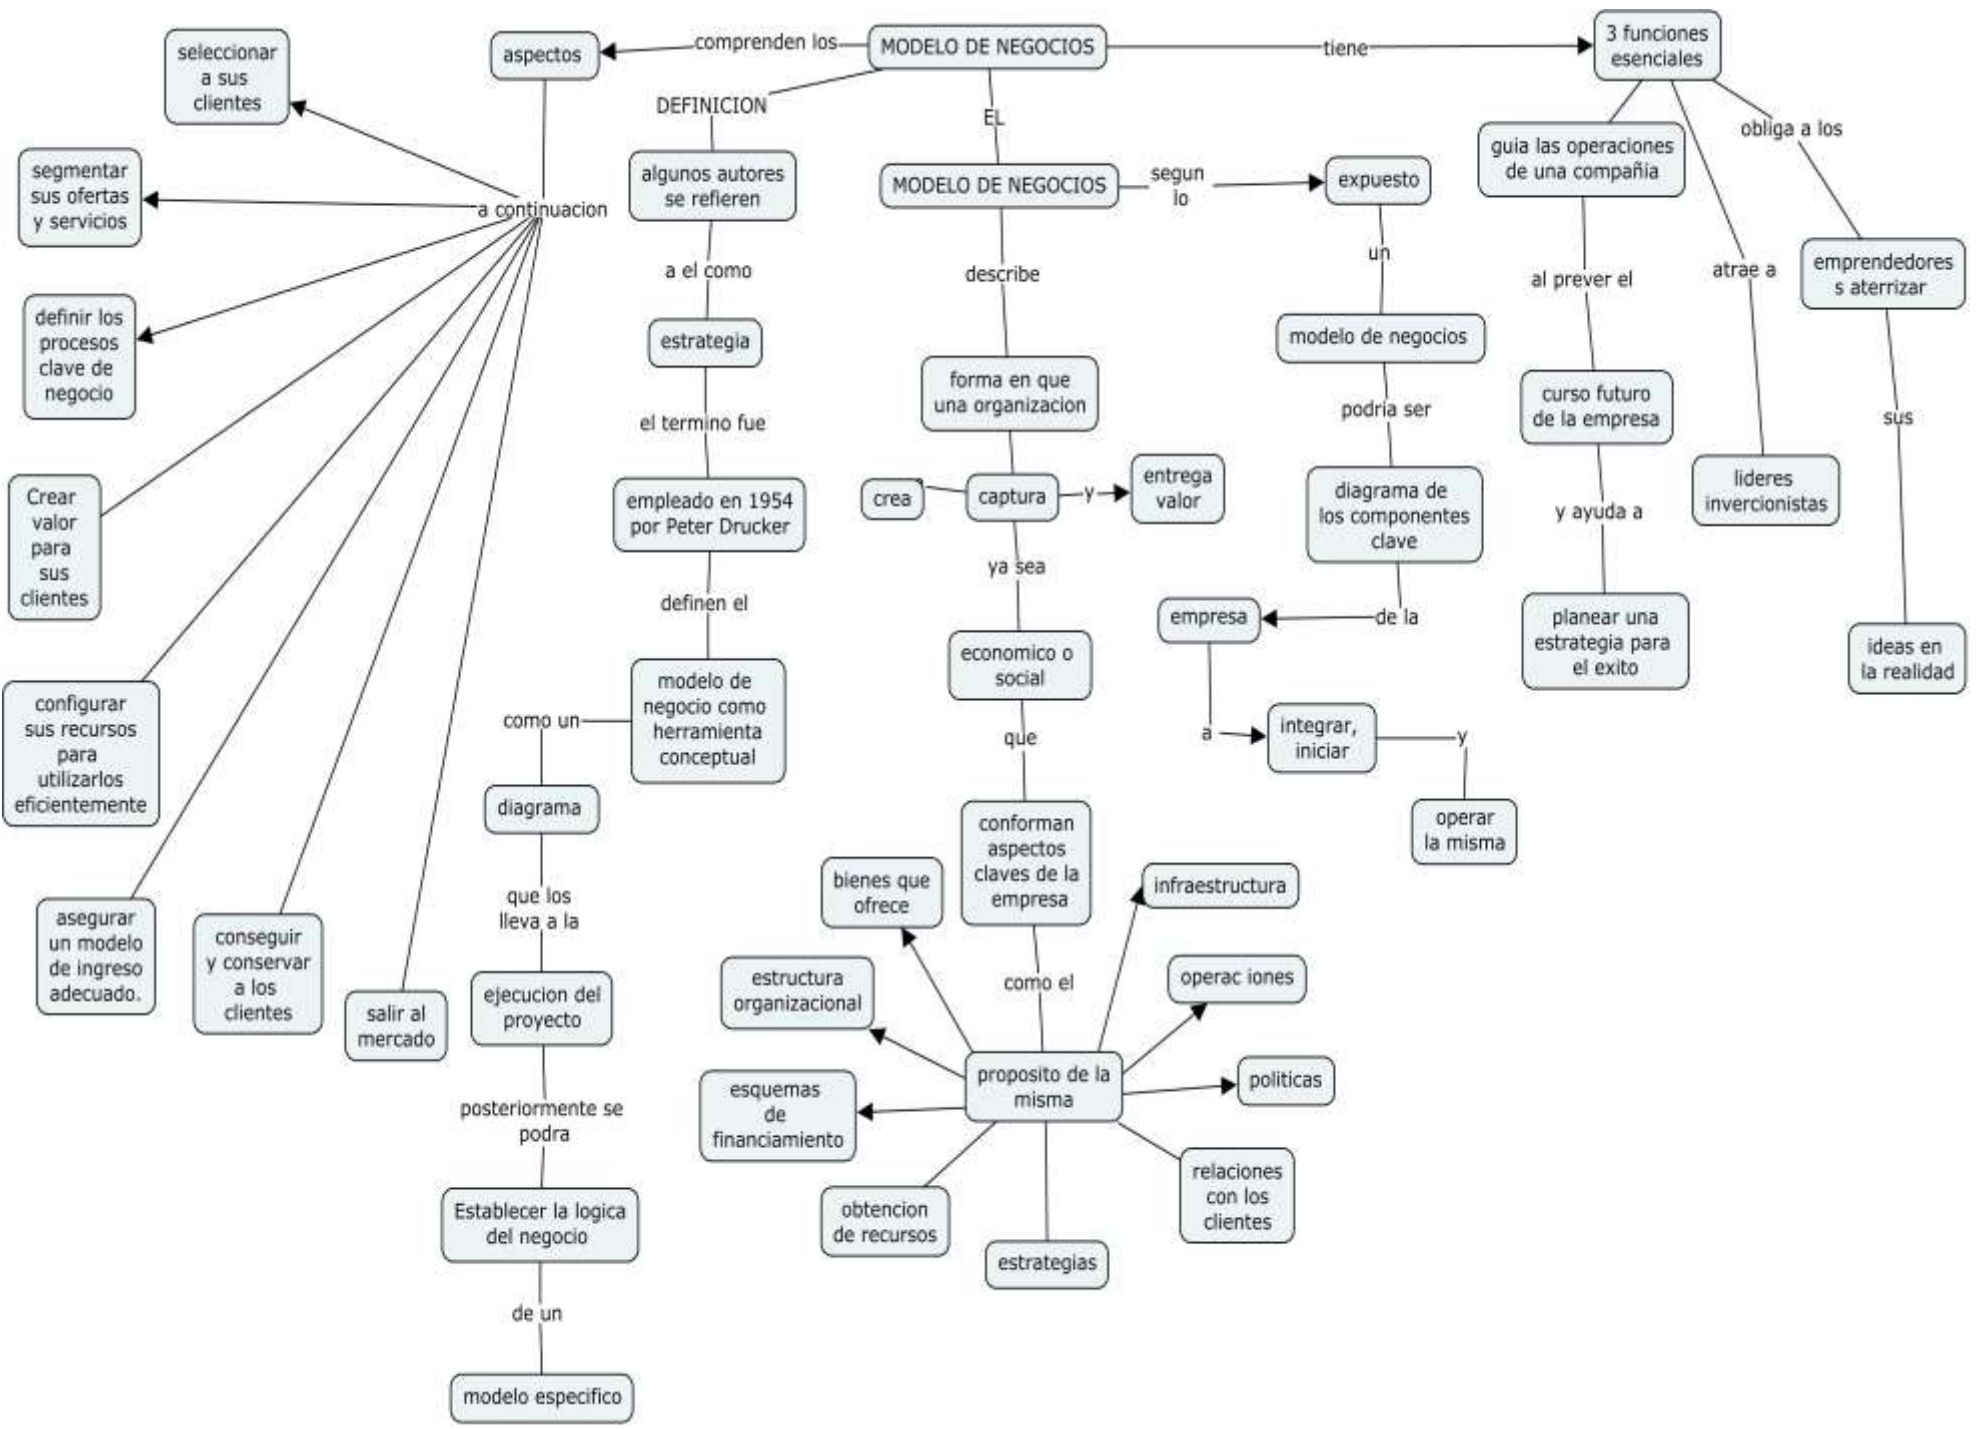 seleccionar
a sus
clientes
aspectos
comprenden los
MODELO DE NEGOCIOS
tiene
3 funciones
esenciales
DEFINICION
EL
obliga a los
segmentar
sus ofertas
y servicios
a continuacion
algunos autores
se refieren
MODELO DE NEGOCIOS
segun
lo
expuesto
guia las operaciones
de una compañia
a el como
describe
un
al prever el
atrae a
emprendedores
s aterrizar
definir los
procesos
clave de
negocio
estrategia
modelo de negocios
forma en que
una organizacion
podria ser
curso futuro
de la empresa
sus
el termino fue
Crear
valor
para
sus
clientes
empleado en 1954
por Peter Drucker
crea
captura
y
entrega
valor
diagrama de
los componentes
clave
y ayuda a
lideres
invercionistas
ya sea
definen el
empresa
de la
planear una
estrategia para
el exito
ideas en
la realidad
economico o
social
modelo de
negocio como
herramienta
conceptual
como un
configurar
sus recursos
para
utilizarlos
eficientemente
que
a
integrar,
iniciar
y
diagrama
operar
la misma
conforman
aspectos
claves de la
empresa
bienes que
ofrece
infraestructura
que los
lleva a la
asegurar
un modelo
de ingreso
adecuado.
conseguir
y conservar
a los
clientes
salir al
mercado
ejecucion del
proyecto
estructura
organizacional
como el
operac iones
proposito de la
misma
politicas
esquemas
de
financiamiento
posteriormente se
podra
obtencion
de recursos
estrategias
relaciones
con los
clientes
Establecer la logica
del negocio
de un
modelo especifico